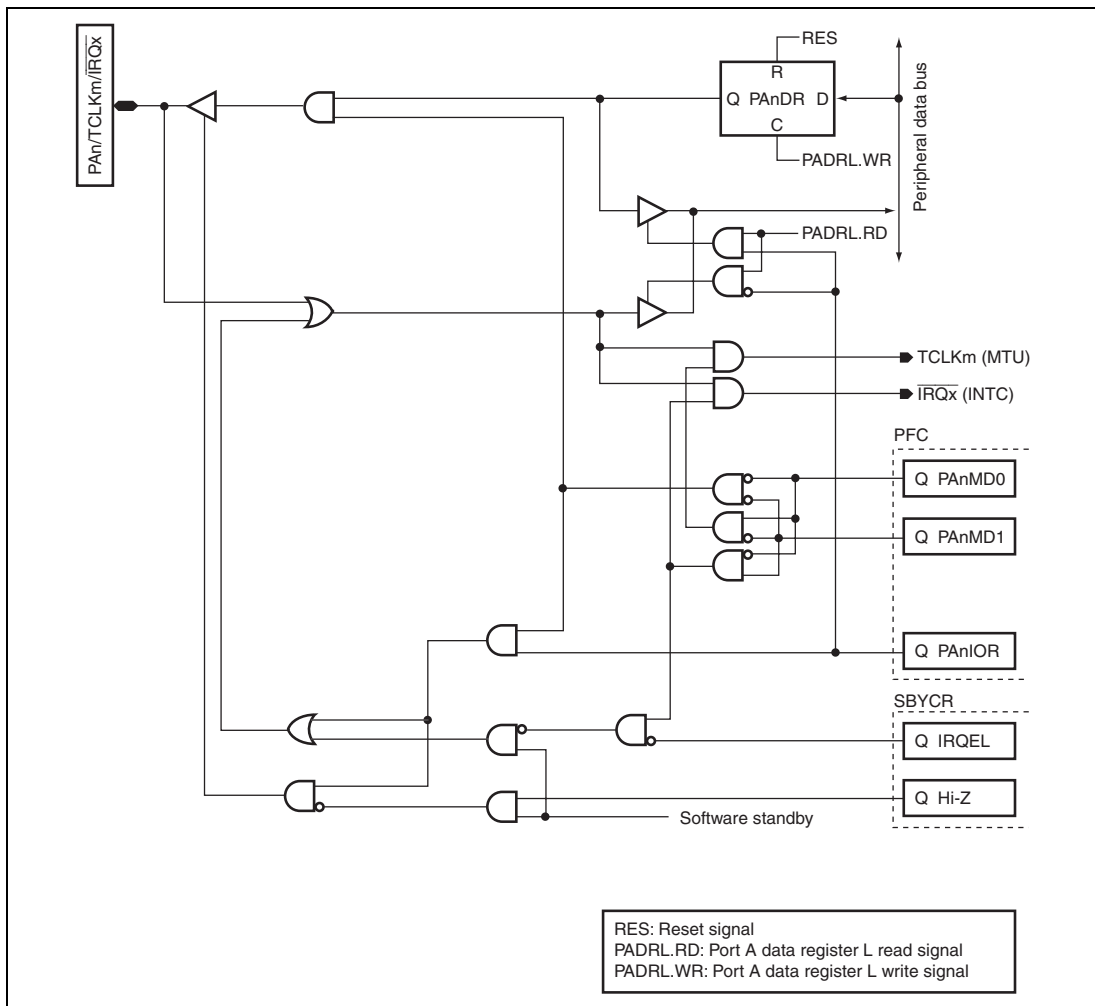 PAn/TCLKm/IRQx
RES
R
Q PAnDR D
C
PADRL.WR
Peripheral data bus
PADRL.RD
TCLKm (MTU)
IRQx (INTC)
PFC
Q PAnMD0
Q PAnMD1
Q PAnIOR
SBYCR
Q IRQEL
Q Hi-Z
Software standby
RES: Reset signal
PADRL.RD: Port A data register L read signal
PADRL.WR: Port A data register L write signal